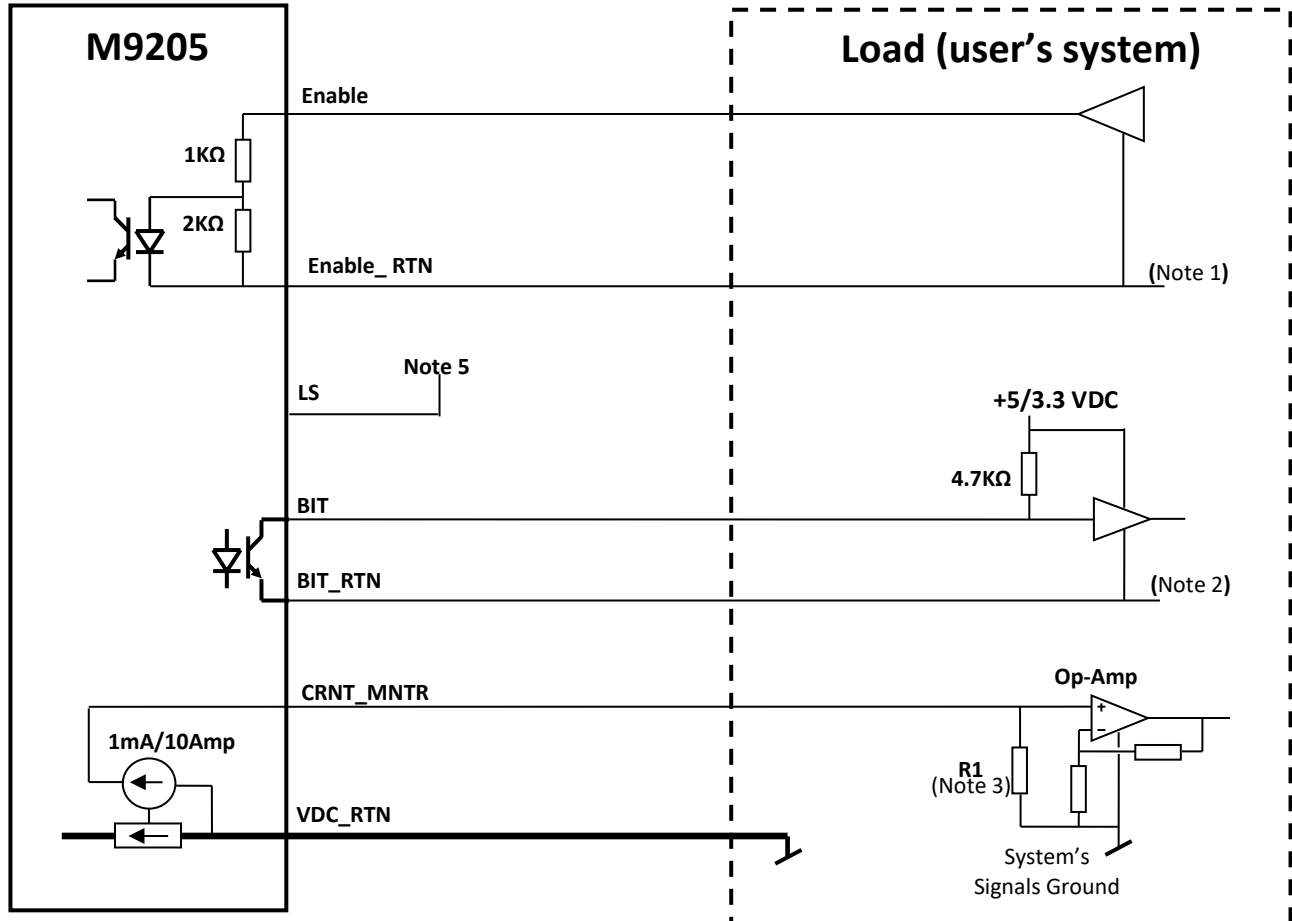 M9205
Load (user's system)
Enable
1KΩ
2KΩ
Enable_ RTN
(Note 1)
Note 5
LS
+5/3.3 VDC
4.7KΩ
BIT
BIT_RTN
(Note 2)
CRNT_MNTR
Op-Amp
+
−
1mA/10Amp
R1
(Note 3)
VDC_RTN
System's
Signals Ground